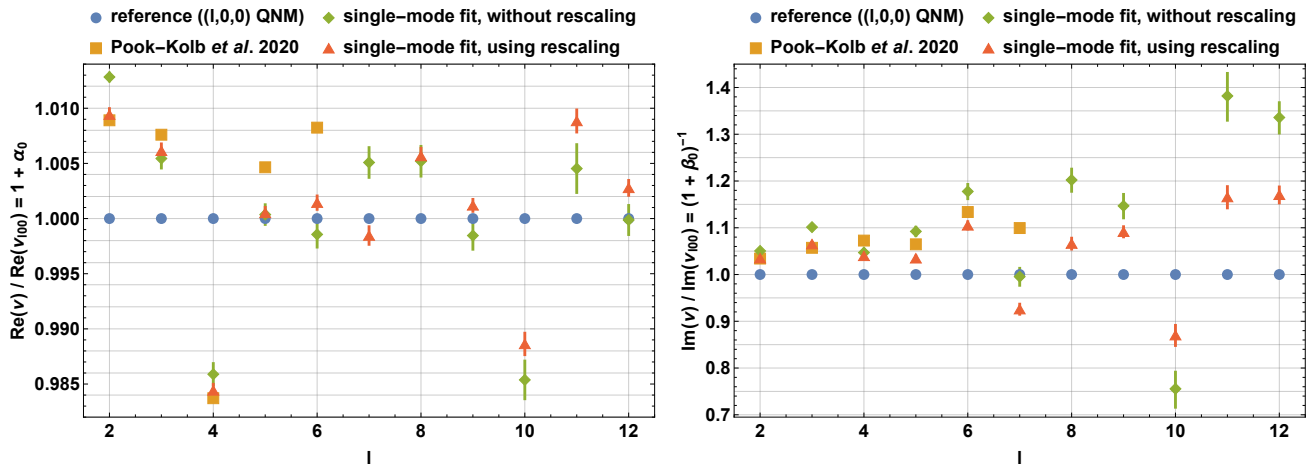 reference ((l,0,0) QNM)
single-mode fit, without rescaling
Pook-Kolb et al. 2020
single-mode fit, using rescaling
Re(ν) / Re(ν_l00) = 1 + α_0
1.010
1.005
1.000
0.995
0.990
0.985
2
4
6
8
10
12
l
reference ((l,0,0) QNM)
single-mode fit, without rescaling
Pook-Kolb et al. 2020
single-mode fit, using rescaling
Im(ν) / Im(ν_l00) = (1 + β_0)^-1
1.4
1.3
1.2
1.1
1.0
0.9
0.8
0.7
2
4
6
8
10
12
l